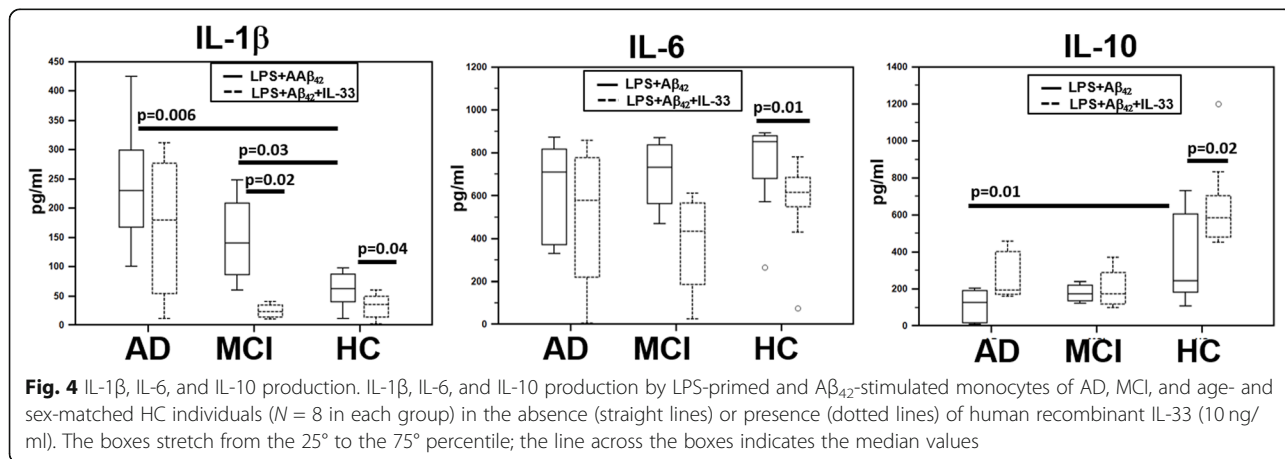 IL-1β
450
400
350
300
250
200
150
100
50
0
pg/ml
LPS+AAβ42
LPS+Aβ42+IL-33
p=0.006
p=0.03
p=0.02
p=0.04
AD MCI HC
IL-6
1000
800
600
400
200
0
pg/ml
LPS+Aβ42
LPS+Aβ42+IL-33
p=0.01
AD MCI HC
IL-10
1400
1200
1000
800
600
400
200
0
pg/ml
LPS+Aβ42
LPS+Aβ42+IL-33
p=0.01
p=0.02
AD MCI HC
Fig. 4 IL-1β, IL-6, and IL-10 production. IL-1β, IL-6, and IL-10 production by LPS-primed and Aβ42-stimulated monocytes of AD, MCI, and age- and
sex-matched HC individuals (N = 8 in each group) in the absence (straight lines) or presence (dotted lines) of human recombinant IL-33 (10 ng/
ml). The boxes stretch from the 25° to the 75° percentile; the line across the boxes indicates the median values